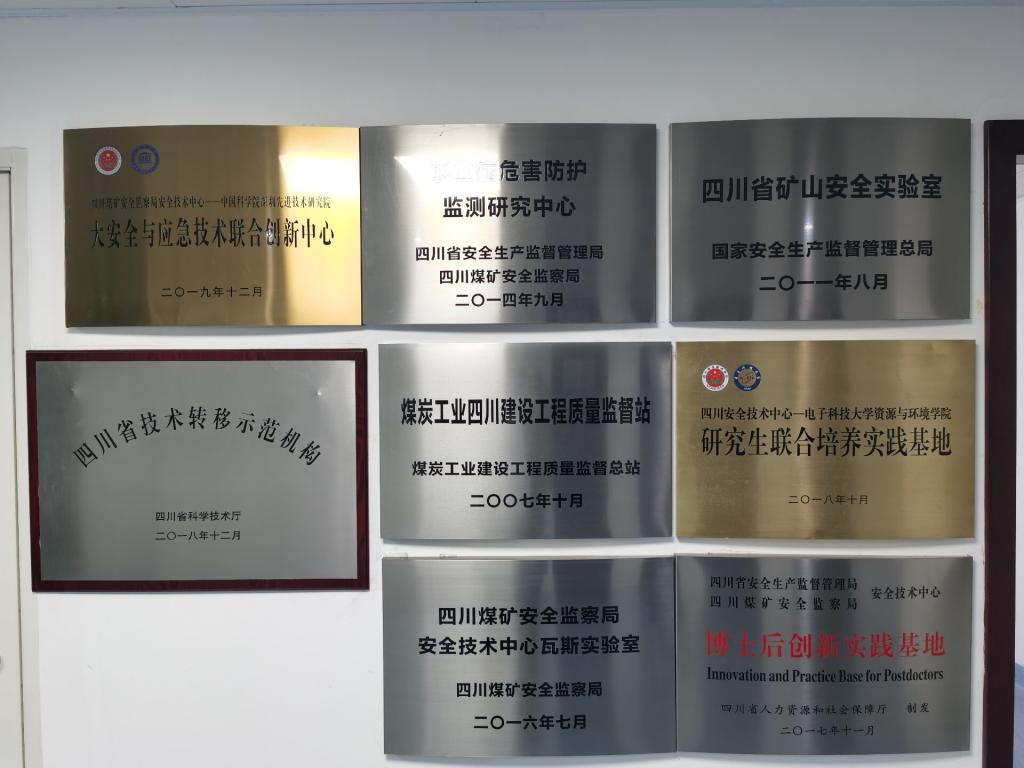 四川煤矿安全监察局安全技术中心——中国科学院深圳先进技术研究院
大安全与应急技术联合创新中心
二〇一九年十二月
职业病危害防护
监测研究中心
四川省安全生产监督管理局
四川煤矿安全监察局
二〇一四年九月
四川省矿山安全实验室
国家安全生产监督管理总局
二〇一一年八月
四川省技术转移示范机构
四川省科学技术厅
二〇一八年十二月
煤炭工业四川建设工程质量监督站
煤炭工业建设工程质量监督总站
二〇〇七年十月
四川安全技术中心—电子科技大学资源与环境学院
研究生联合培养实践基地
二〇一八年十月
四川煤矿安全监察局
安全技术中心瓦斯实验室
四川煤矿安全监察局
二〇一六年七月
四川省安全生产监督管理局
四川煤矿安全监察局
安全技术中心
博士后创新实践基地
Innovation and Practice Base for Postdoctors
四川省人力资源和社会保障厅 制发
二〇一七年十一月